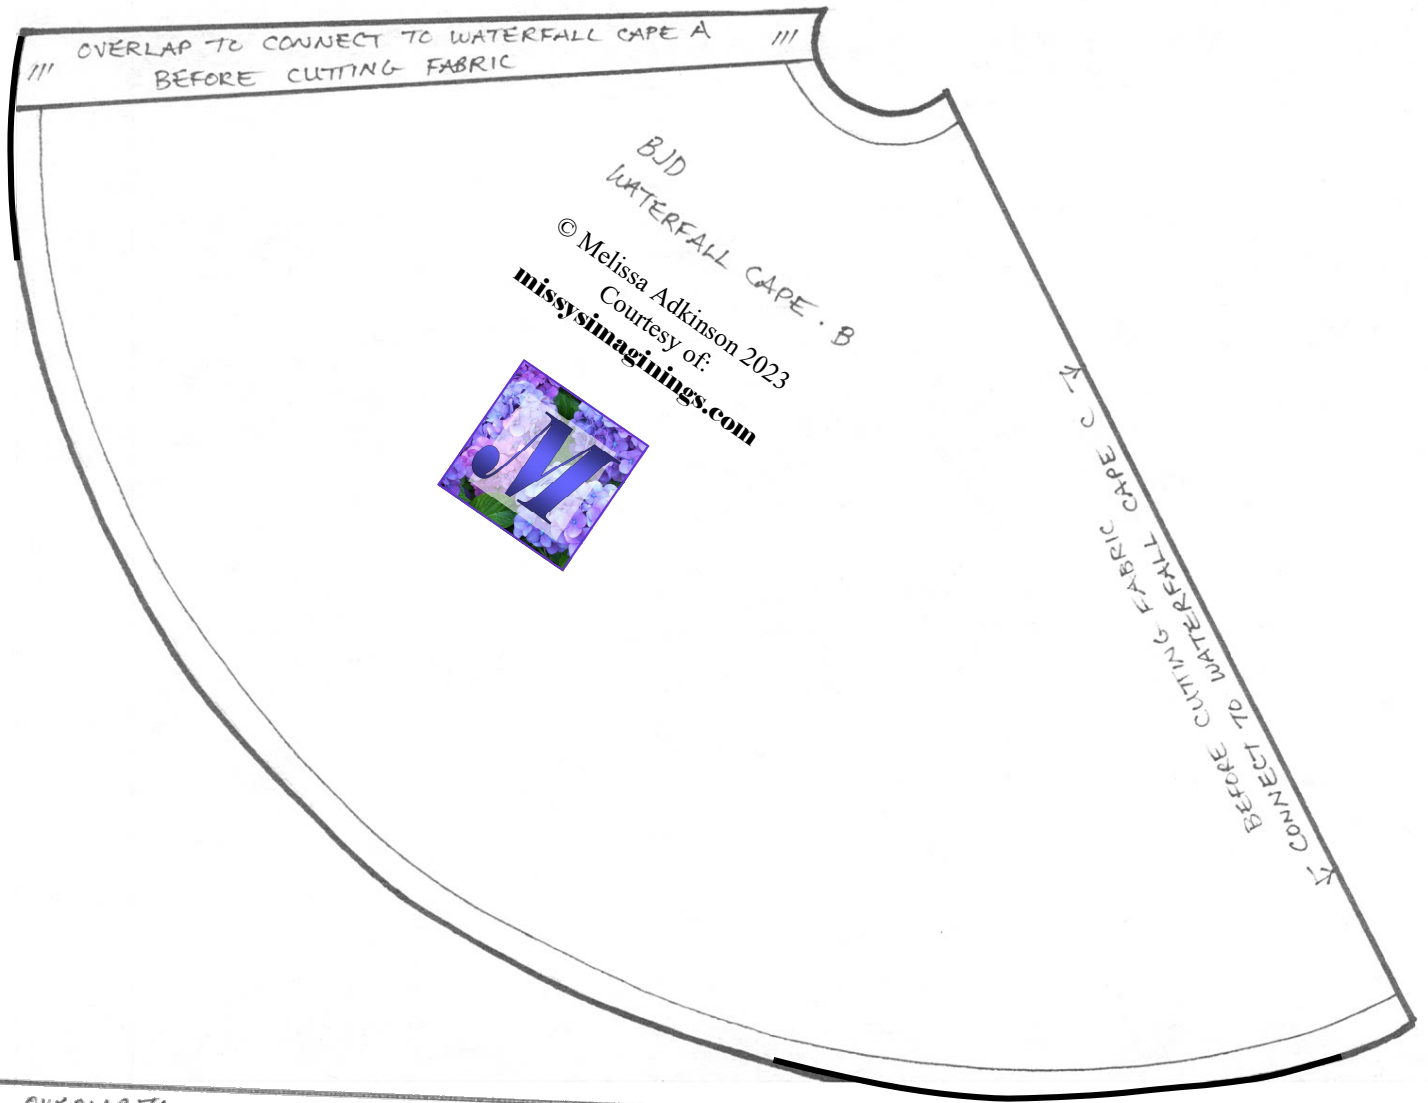 OVERLAP TO CONNECT TO WATERFALL CAPE A
BEFORE CUTTING FABRIC
BJD
WATERFALL CAPE. B
© Melissa Adkinson 2023
Courtesy of:
missysimaginings.com
M
CONNECT TO WATERFALL CAPE C
BEFORE CUTTING FABRIC